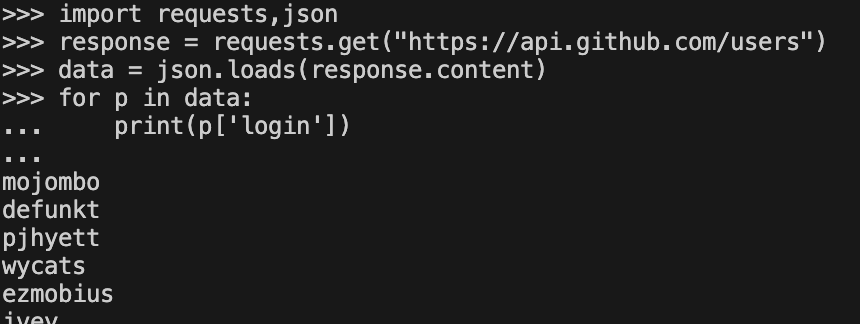 >>> import requests,json
>>> response = requests.get("https://api.github.com/users")
>>> data = json.loads(response.content)
>>> for p in data:
...     print(p['login'])
...
mojombo
defunkt
pjhyett
wycats
ezmobius
ivey